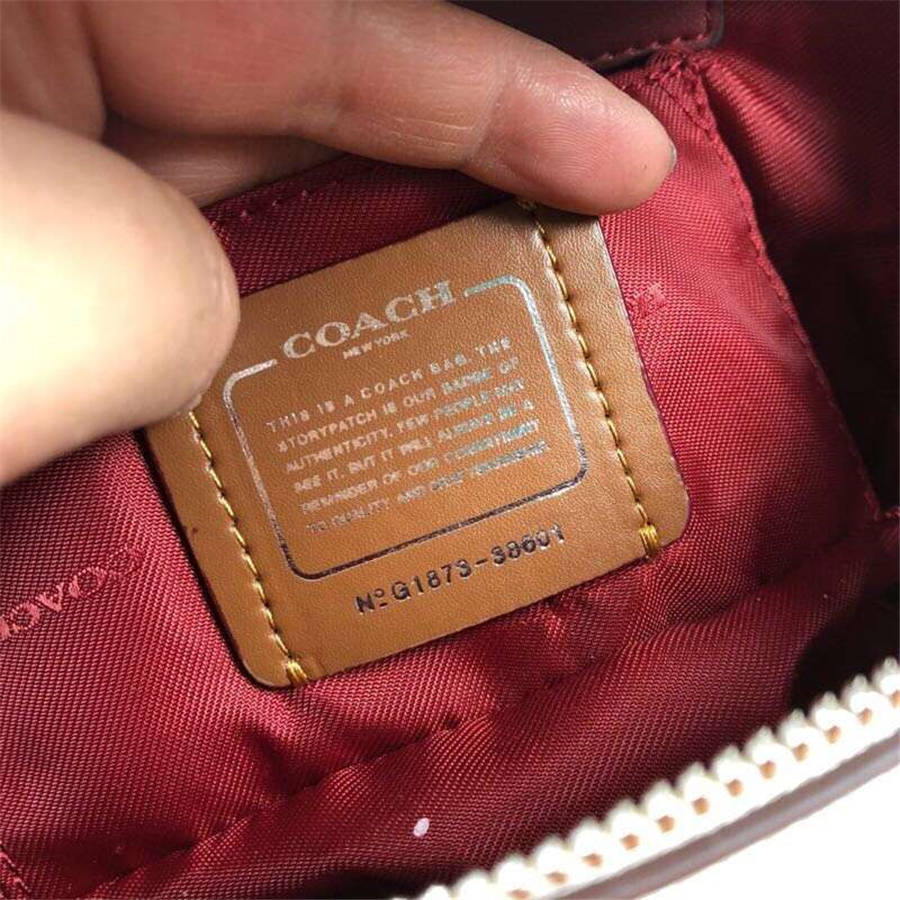 COACH
NEW YORK
THIS IS A COACH BAG. THE
STORYPATCH IS OUR BADGE OF
AUTHENTICITY. FEW PEOPLE MAY
SEE IT, BUT IT WILL ALWAYS BE A
REMINDER OF OUR COMMITMENT
TO QUALITY AND
NºG1873-38601
COACH